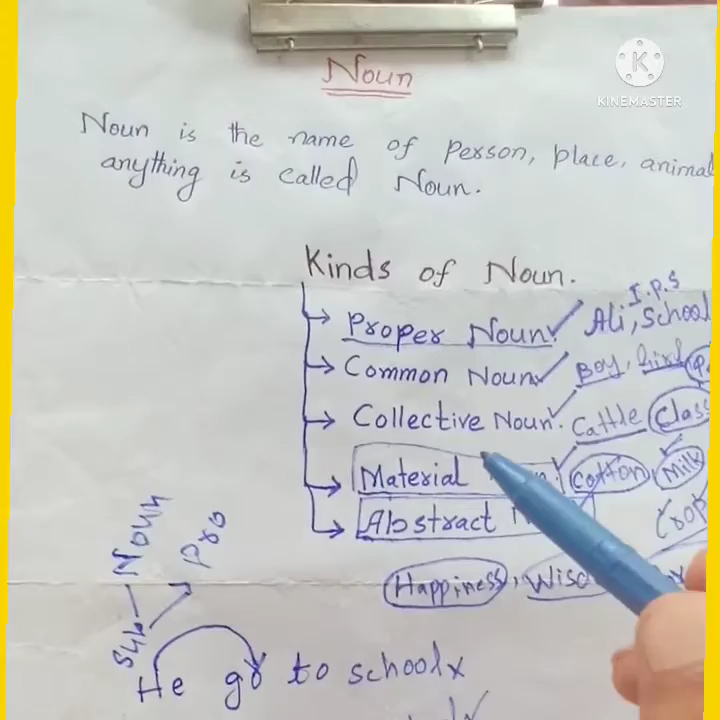 KINEMASTER
Noun
Noun is the name of person, place, animal
anything is called Noun.
Kinds of Noun.
I.P.S
Proper Noun Ali, School
Common Noun Boy,
Collective Noun. Cattle Class
Material Cotton, Milk
Abstract
Crop
Happiness,
Noun
Pro
Sub
He go to school x